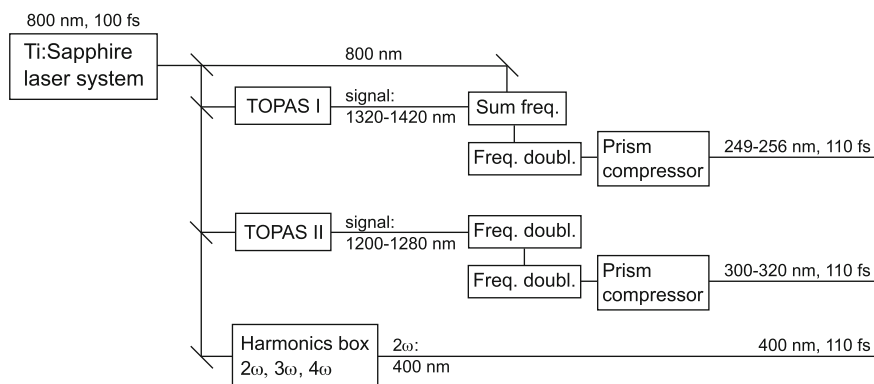 800 nm, 100 fs
Ti:Sapphire
laser system
800 nm
TOPAS I
signal:
1320-1420 nm
Sum freq.
Freq. doubl.
Prism
compressor
249-256 nm, 110 fs
TOPAS II
signal:
1200-1280 nm
Freq. doubl.
Freq. doubl.
Prism
compressor
300-320 nm, 110 fs
Harmonics box
2ω, 3ω, 4ω
2ω:
400 nm
400 nm, 110 fs